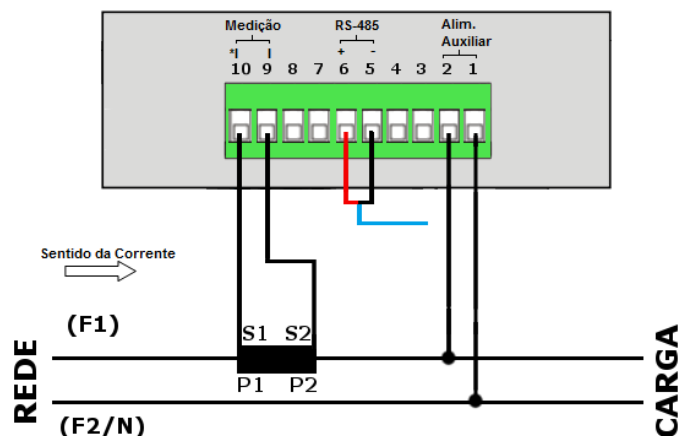 Medição RS-485 Alim. Auxiliar
*I I + -
10 9 8 7 6 5 4 3 2 1
Sentido da Corrente
(F1)
S1 S2
P1 P2
REDE
CARGA
(F2/N)